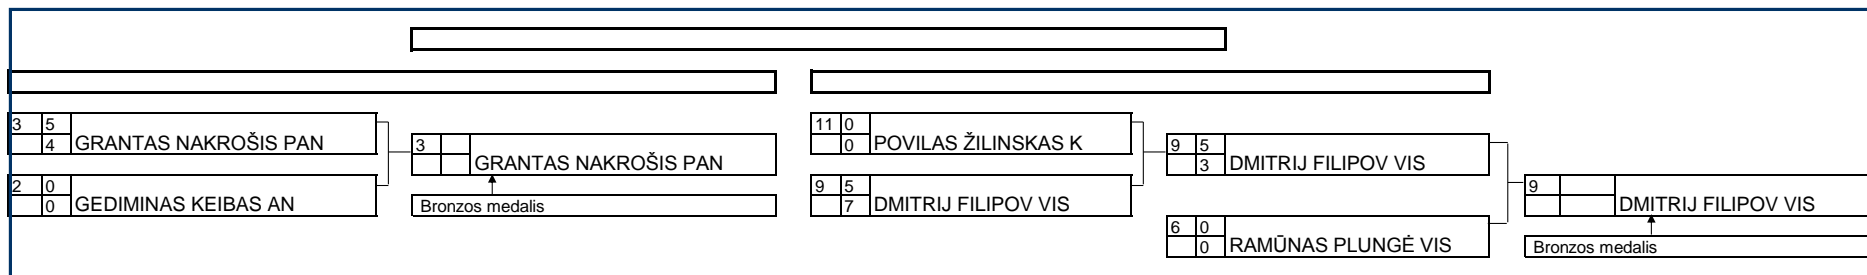 3 5
4 GRANTAS NAKROŠIS PAN
2 0
0 GEDIMINAS KEIBAS AN
3
GRANTAS NAKROŠIS PAN
Bronzos medalis
11 0
0 POVILAS ŽILINSKAS K
9 5
7 DMITRIJ FILIPOV VIS
9 5
3 DMITRIJ FILIPOV VIS
6 0
0 RAMŪNAS PLUNGĖ VIS
9
DMITRIJ FILIPOV VIS
Bronzos medalis